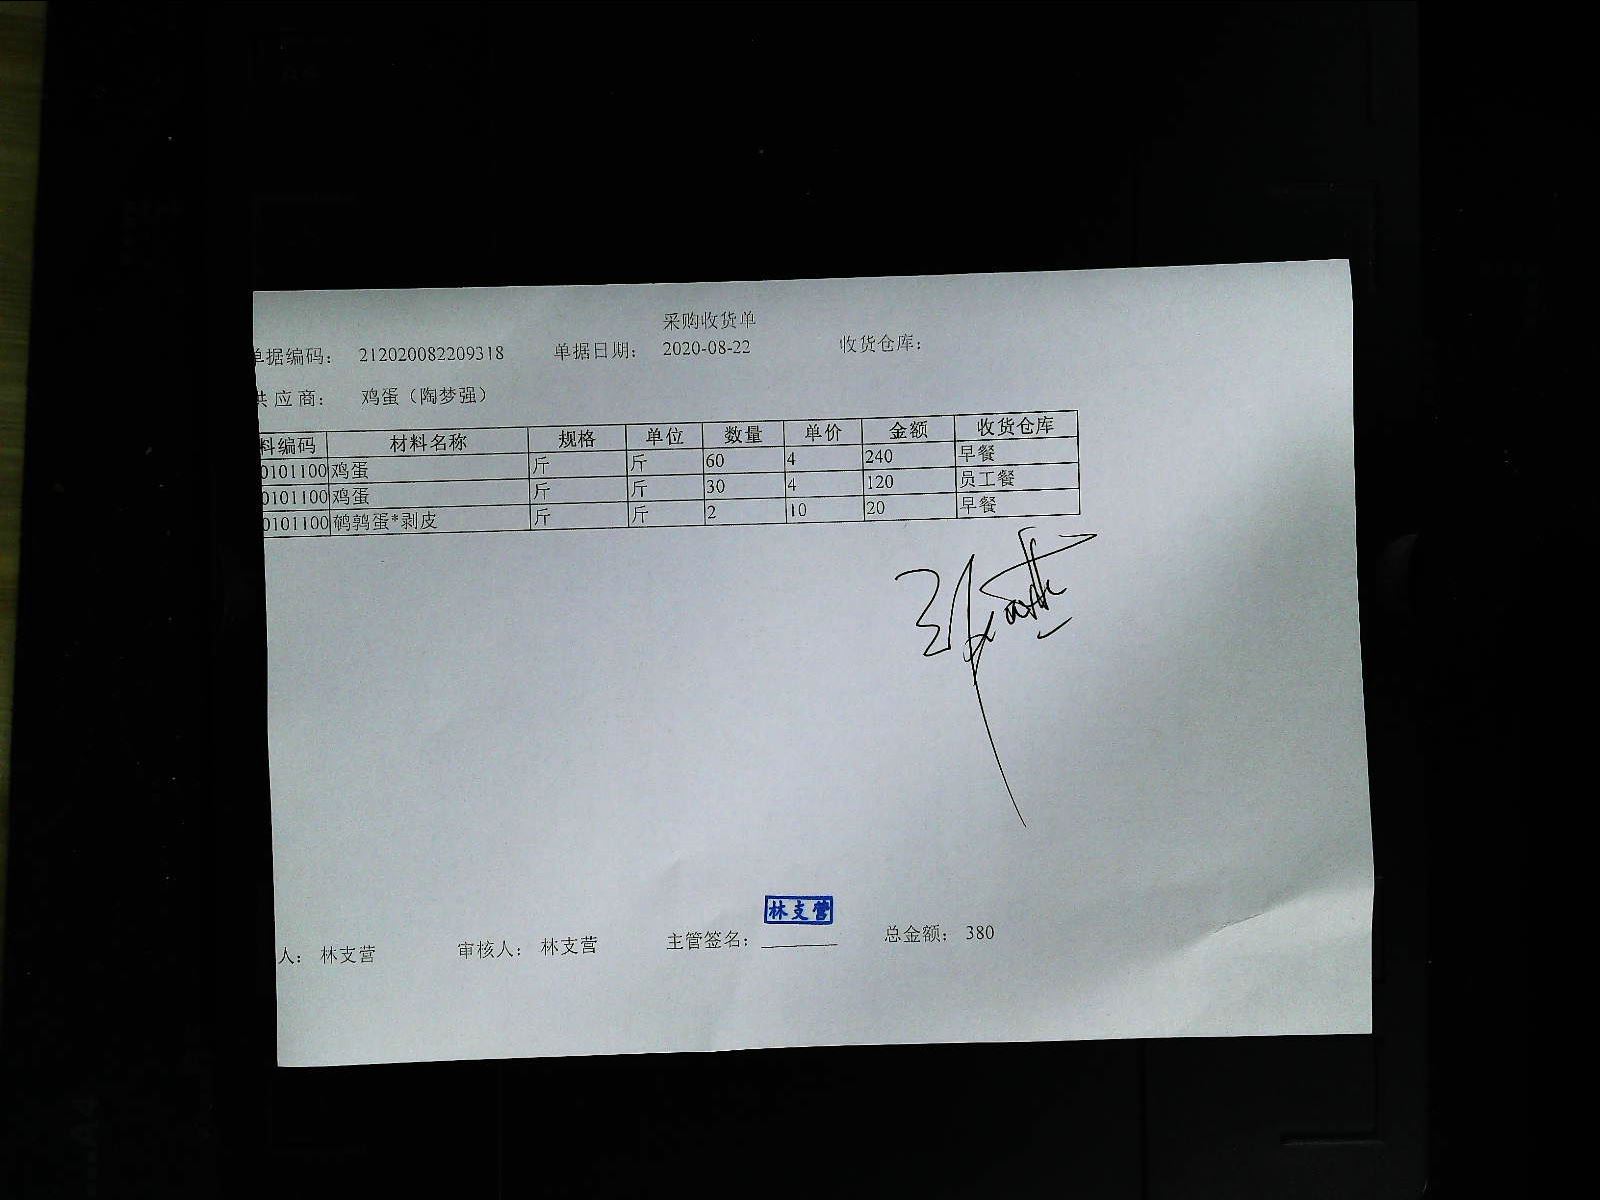 采购收货单
单据编码： 212020082209318 单据日期： 2020-08-22 收货仓库：
供应商： 鸡蛋（陶梦强）
料编码 材料名称 规格 单位 数量 单价 金额 收货仓库
0101100 鸡蛋 斤 斤 60 4 240 早餐
0101100 鸡蛋 斤 斤 30 4 120 员工餐
0101100 鹌鹑蛋*剥皮 斤 斤 2 10 20 早餐
林支营
人： 林支营 审核人： 林支营 主管签名： 总金额： 380